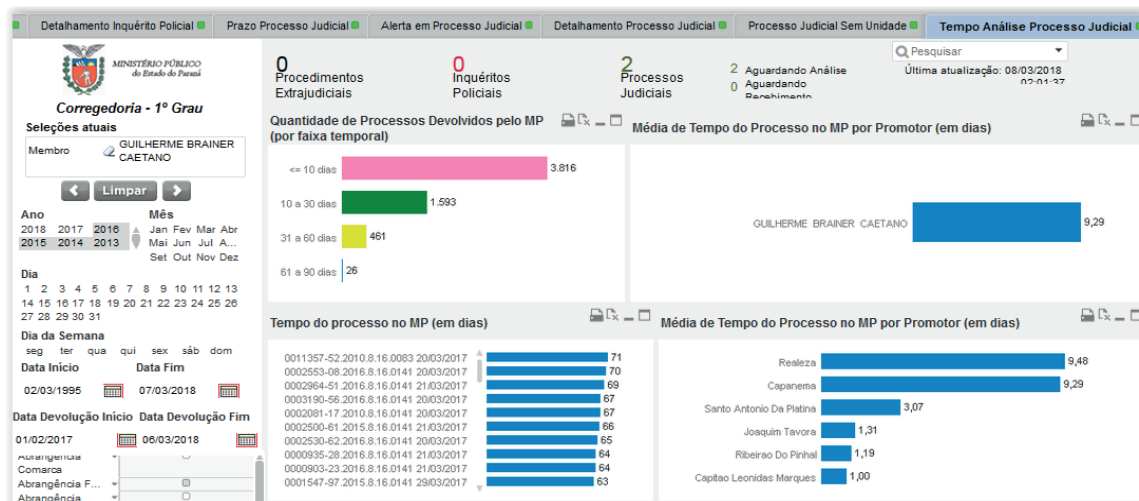 Detalhamento Inquérito Policial
Prazo Processo Judicial
Alerta em Processo Judicial
Detalhamento Processo Judicial
Processo Judicial Sem Unidade
Tempo Análise Processo Judicial
MINISTÉRIO PÚBLICO
do Estado do Paraná
Corregedoria - 1º Grau
Seleções atuais
Membro GUILHERME BRAINER
CAETANO
Limpar
Ano Mês
2018 2017 2016 Jan Fev Mar Abr
2015 2014 2013 Mai Jun Jul A...
Set Out Nov Dez
Dia
1 2 3 4 5 6 7 8 9 10 11 12 13
14 15 16 17 18 19 20 21 22 23 24 25 26
27 28 29 30 31
Dia da Semana
seg ter qua qui sex sáb dom
Data Início Data Fim
02/03/1995 07/03/2018
Data Devolução Início Data Devolução Fim
01/02/2017 06/03/2018
Abrangência
Comarca
Abrangência F...
Abrangência
0
Procedimentos
Extrajudiciais
0
Inquéritos
Policiais
2
Processos
Judiciais
2 Aguardando Análise
0 Aguardando
Recebimento
Pesquisar
Última atualização: 08/03/2018
02:01:37
Quantidade de Processos Devolvidos pelo MP
(por faixa temporal)
<= 10 dias 3.816
10 a 30 dias 1.593
31 a 60 dias 461
61 a 90 dias 26
Média de Tempo do Processo no MP por Promotor (em dias)
GUILHERME BRAINER CAETANO 9,29
Tempo do processo no MP (em dias)
0011357-52.2010.8.16.0083 20/03/2017 71
0002553-08.2016.8.16.0141 20/03/2017 70
0002964-51.2016.8.16.0141 21/03/2017 69
0003190-56.2016.8.16.0141 20/03/2017 67
0002081-17.2010.8.16.0141 20/03/2017 67
0002500-61.2015.8.16.0141 21/03/2017 66
0002530-62.2016.8.16.0141 20/03/2017 65
0000935-28.2016.8.16.0141 21/03/2017 64
0000903-23.2016.8.16.0141 21/03/2017 64
0001547-97.2015.8.16.0141 29/03/2017 63
Média de Tempo do Processo no MP por Promotor (em dias)
Realeza 9,48
Capanema 9,29
Santo Antonio Da Platina 3,07
Joaquim Tavora 1,31
Ribeirao Do Pinhal 1,19
Capitao Leonidas Marques 1,00